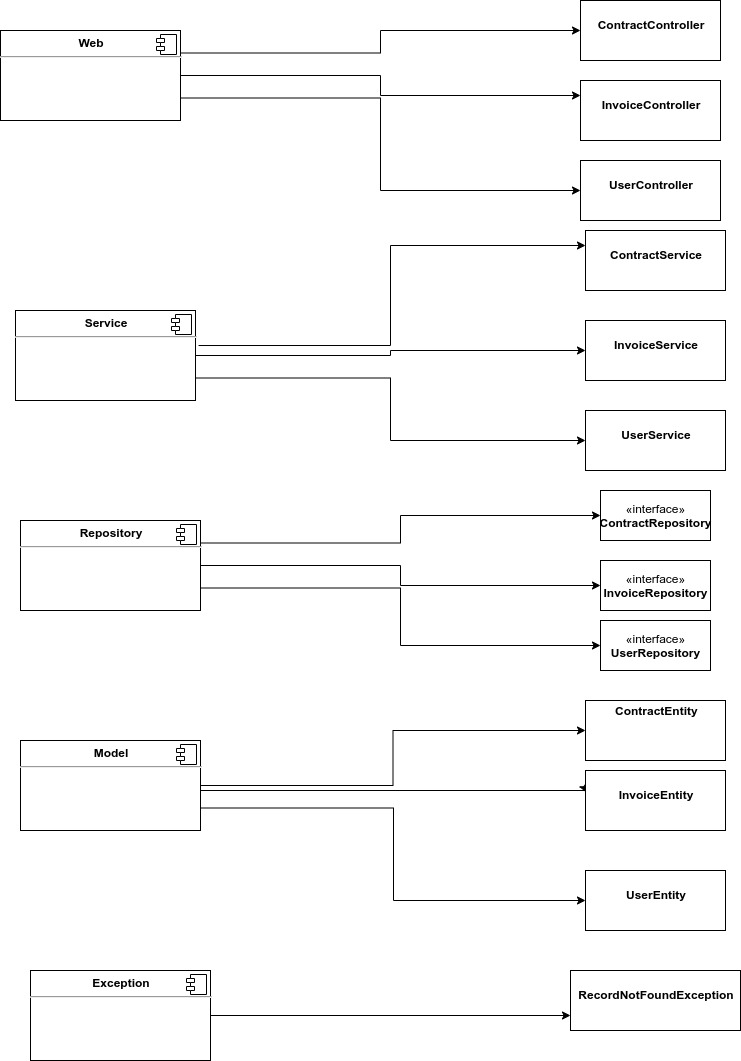 Web
ContractController
InvoiceController
UserController
Service
ContractService
InvoiceService
UserService
Repository
«interface»
ContractRepository
«interface»
InvoiceRepository
«interface»
UserRepository
Model
ContractEntity
InvoiceEntity
UserEntity
Exception
RecordNotFoundException